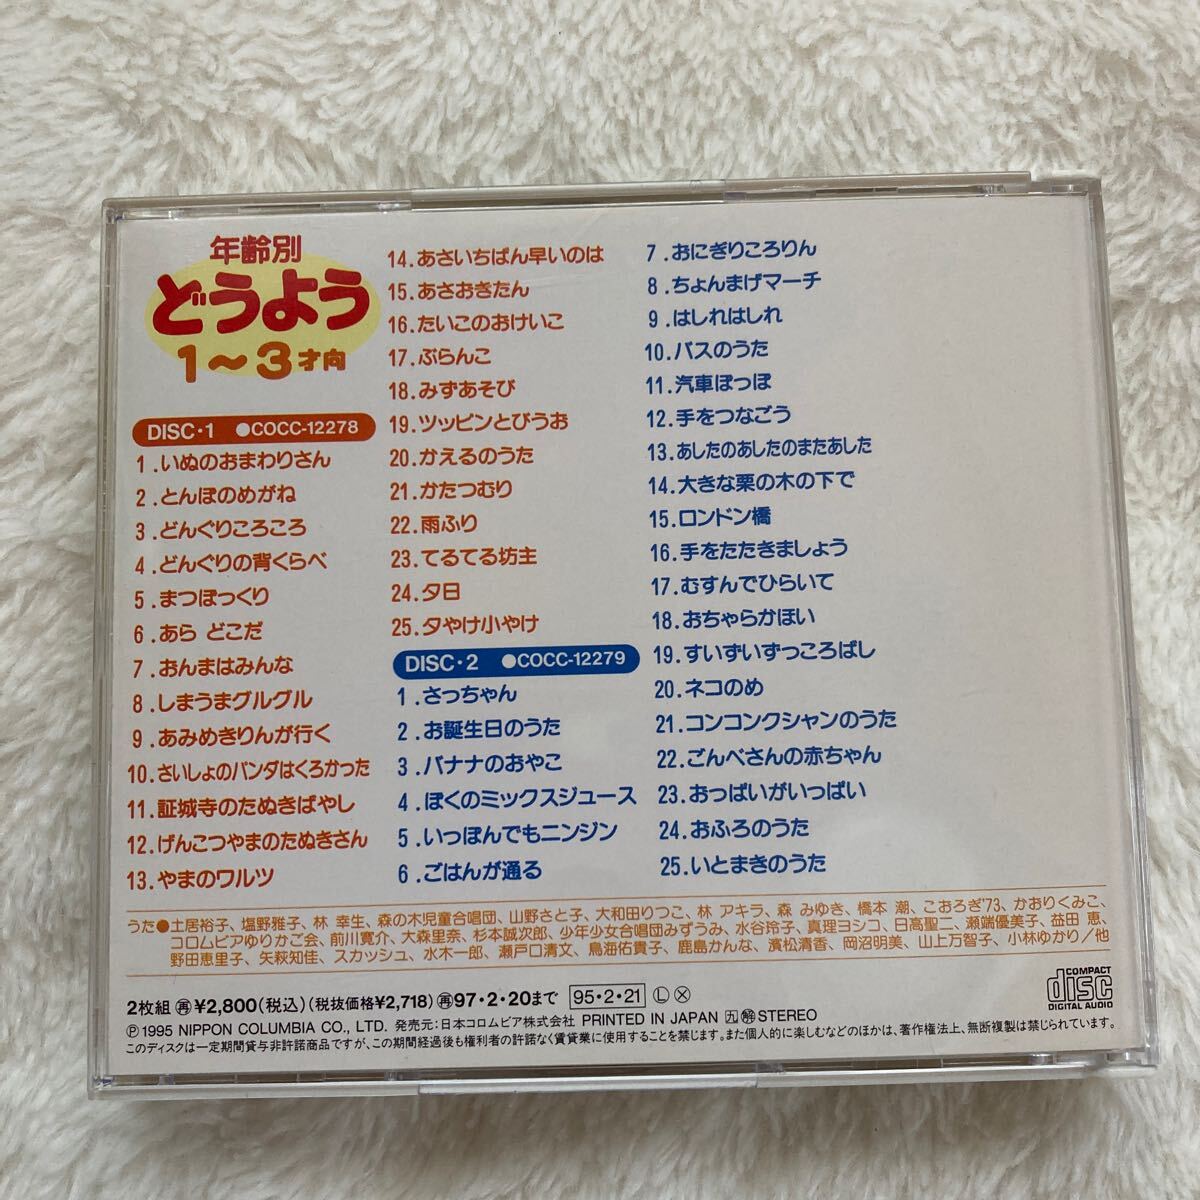 年齢別
どうよう
1〜3才向
DISC・1 ●COCC-12278
1.いぬのおまわりさん
2.とんぼのめがね
3.どんぐりころころ
4.どんぐりの背くらべ
5.まつぼっくり
6.あら どこだ
7.おんまはみんな
8.しまうまグルグル
9.あみめきりんが行く
10.さいしょのパンダはくろかった
11.証城寺のたぬきばやし
12.げんこつやまのたぬきさん
13.やまのワルツ
14.あさいちばん早いのは
15.あさおきたん
16.たいこのおけいこ
17.ぶらんこ
18.みずあそび
19.ツッピンとびうお
20.かえるのうた
21.かたつむり
22.雨ふり
23.てるてる坊主
24.夕日
25.夕やけ小やけ
DISC・2 ●COCC-12279
1.さっちゃん
2.お誕生日のうた
3.バナナのおやこ
4.ぼくのミックスジュース
5.いっぽんでもニンジン
6.ごはんが通る
7.おにぎりころりん
8.ちょんまげマーチ
9.はしれはしれ
10.バスのうた
11.汽車ぽっぽ
12.手をつなごう
13.あしたのあしたのまたあした
14.大きな栗の木の下で
15.ロンドン橋
16.手をたたきましょう
17.むすんでひらいて
18.おちゃらかほい
19.ずいずいずっころばし
20.ネコのめ
21.コンコンクシャンのうた
22.ごんべさんの赤ちゃん
23.おっぱいがいっぱい
24.おふろのうた
25.いとまきのうた
うた●土居裕子、塩野雅子、林 幸生、森の木児童合唱団、山野さと子、大和田りつこ、林 アキラ、森 みゆき、橋本 潮、こおろぎ'73、かおりくみこ、
コロムビアゆりかご会、前川寛介、大森里奈、杉本誠次郎、少年少女合唱団みずうみ、水谷玲子、真理ヨシコ、日高聖二、瀬端優美子、益田 恵、
野田恵里子、矢萩知佳、スカッシュ、水木一郎、瀬戸口清文、鳥海佑貴子、鹿島かんな、濱松清香、岡沼明美、山上万智子、小林ゆかり／他
2枚組 再¥2,800(税込)(税抜価格¥2,718) 再97・2・20まで 95・2・21 Ⓛ ⓧ
Ⓟ1995 NIPPON COLUMBIA CO., LTD. 発売元:日本コロムビア株式会社 PRINTED IN JAPAN STEREO
このディスクは一定期間貸与非許諾商品ですが、この期間経過後も権利者の許諾なく賃貸業に使用することを禁じます。また個人的に楽しむなどのほかは、著作権法上、無断複製は禁じられています。
COMPACT
disc
DIGITAL AUDIO